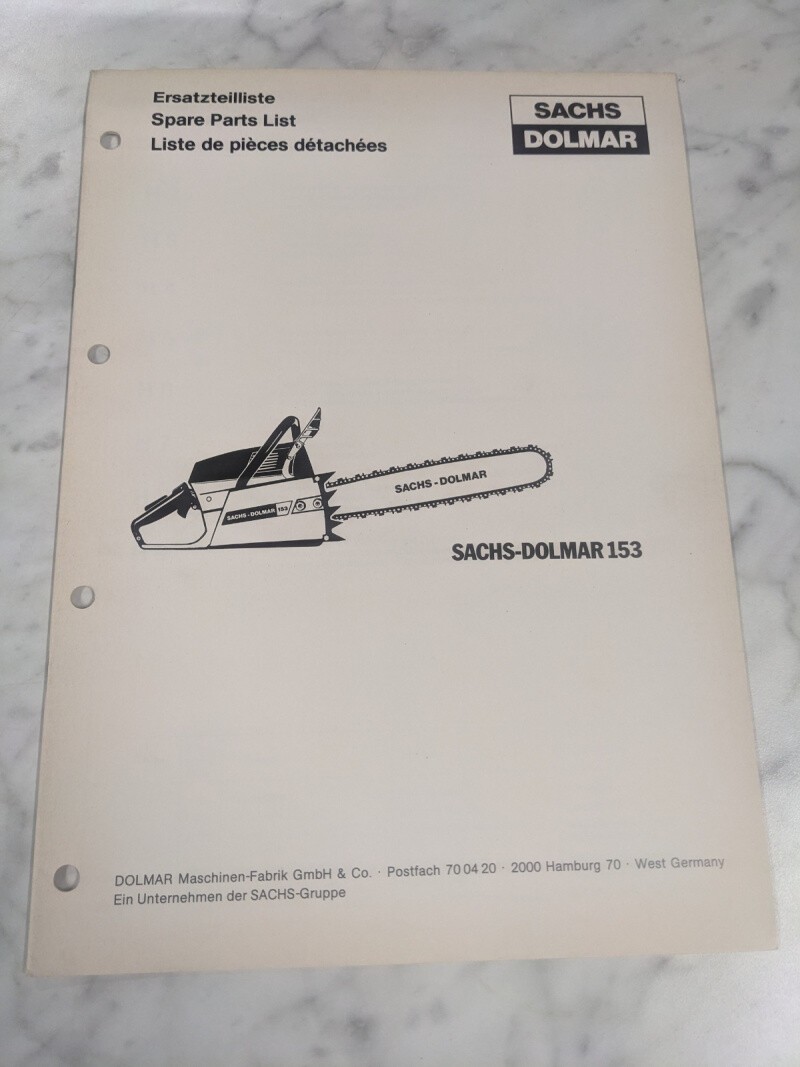 Ersatzteilliste
Spare Parts List
Liste de pièces détachées
SACHS
DOLMAR
SACHS-DOLMAR
SACHS-DOLMAR 153
SACHS-DOLMAR 153
DOLMAR Maschinen-Fabrik GmbH & Co. · Postfach 70 04 20 · 2000 Hamburg 70 · West Germany
Ein Unternehmen der SACHS-Gruppe